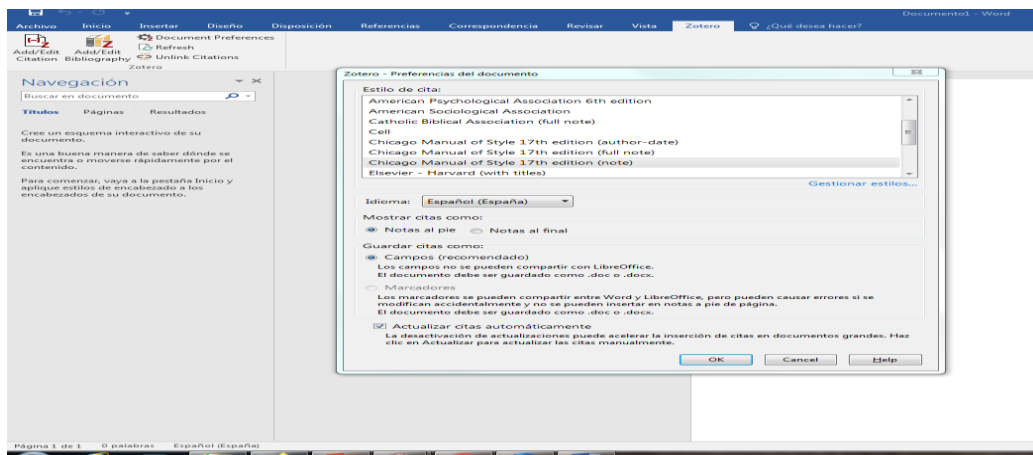 Documento1 - Word
Archivo Inicio Insertar Diseño Disposición Referencias Correspondencia Revisar Vista Zotero ¿Qué desea hacer?
Add/Edit Citation
Add/Edit Bibliography
Document Preferences
Refresh
Unlink Citations
Zotero
Navegación
Buscar en documento
Títulos Páginas Resultados
Cree un esquema interactivo de su
documento.
Es una buena manera de saber dónde se
encuentra o moverse rápidamente por el
contenido.
Para comenzar, vaya a la pestaña Inicio y
aplique estilos de encabezado a los
encabezados de su documento.
Zotero - Preferencias del documento
Estilo de cita:
American Psychological Association 6th edition
American Sociological Association
Catholic Biblical Association (full note)
Cell
Chicago Manual of Style 17th edition (author-date)
Chicago Manual of Style 17th edition (full note)
Chicago Manual of Style 17th edition (note)
Elsevier - Harvard (with titles)
Gestionar estilos...
Idioma: Español (España)
Mostrar citas como:
Notas al pie Notas al final
Guardar citas como:
Campos (recomendado)
Los campos no se pueden compartir con LibreOffice.
El documento debe ser guardado como .doc o .docx.
Marcadores
Los marcadores se pueden compartir entre Word y LibreOffice, pero pueden causar errores si se
modifican accidentalmente y no se pueden insertar en notas a pie de página.
El documento debe ser guardado como .doc o .docx.
Actualizar citas automáticamente
La desactivación de actualizaciones puede acelerar la inserción de citas en documentos grandes. Haz
clic en Actualizar para actualizar las citas manualmente.
OK Cancel Help
Página 1 de 1 0 palabras Español (España)